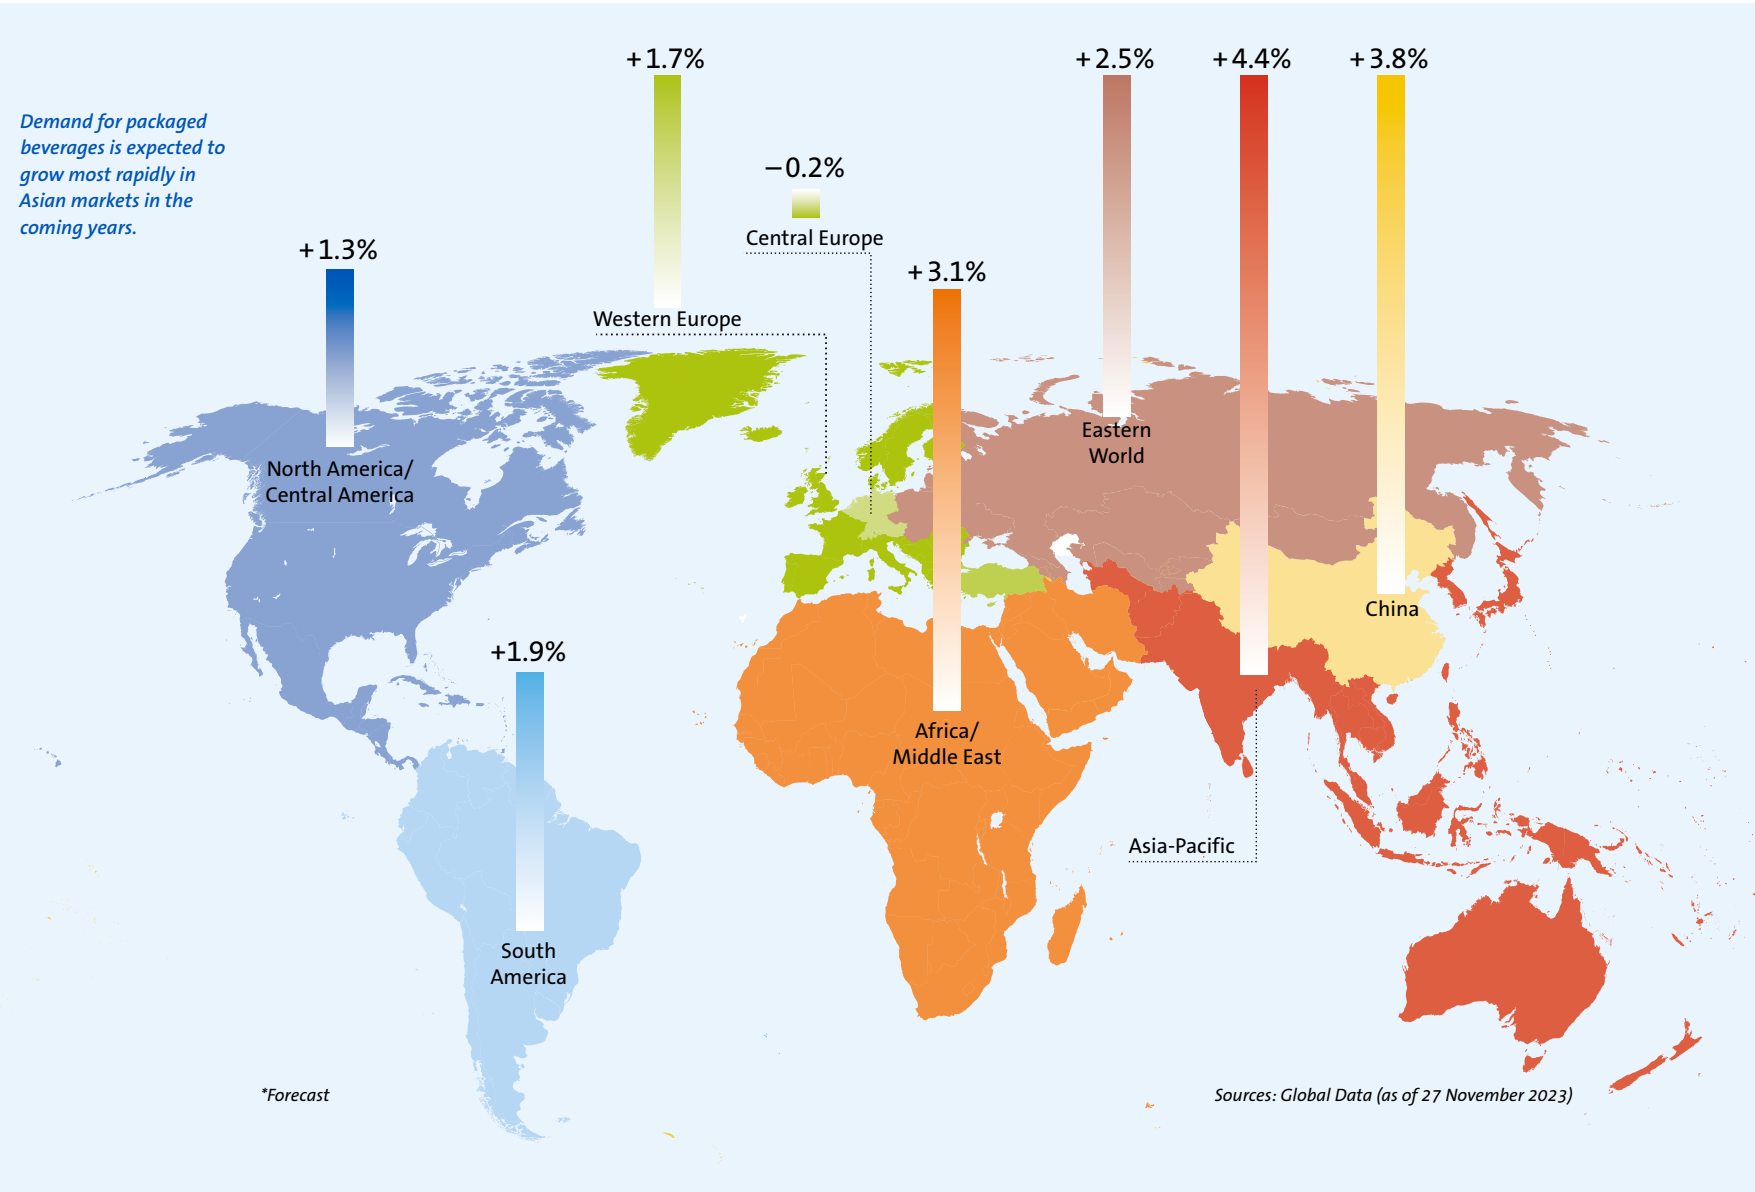 +1.7%
+2.5%
+4.4%
+3.8%
Demand for packaged
beverages is expected to
grow most rapidly in
Asian markets in the
coming years.
−0.2%
Central Europe
+1.3%
+3.1%
Western Europe
Eastern
World
North America/
Central America
China
+1.9%
Africa/
Middle East
Asia-Pacific
South
America
*Forecast
Sources: Global Data (as of 27 November 2023)